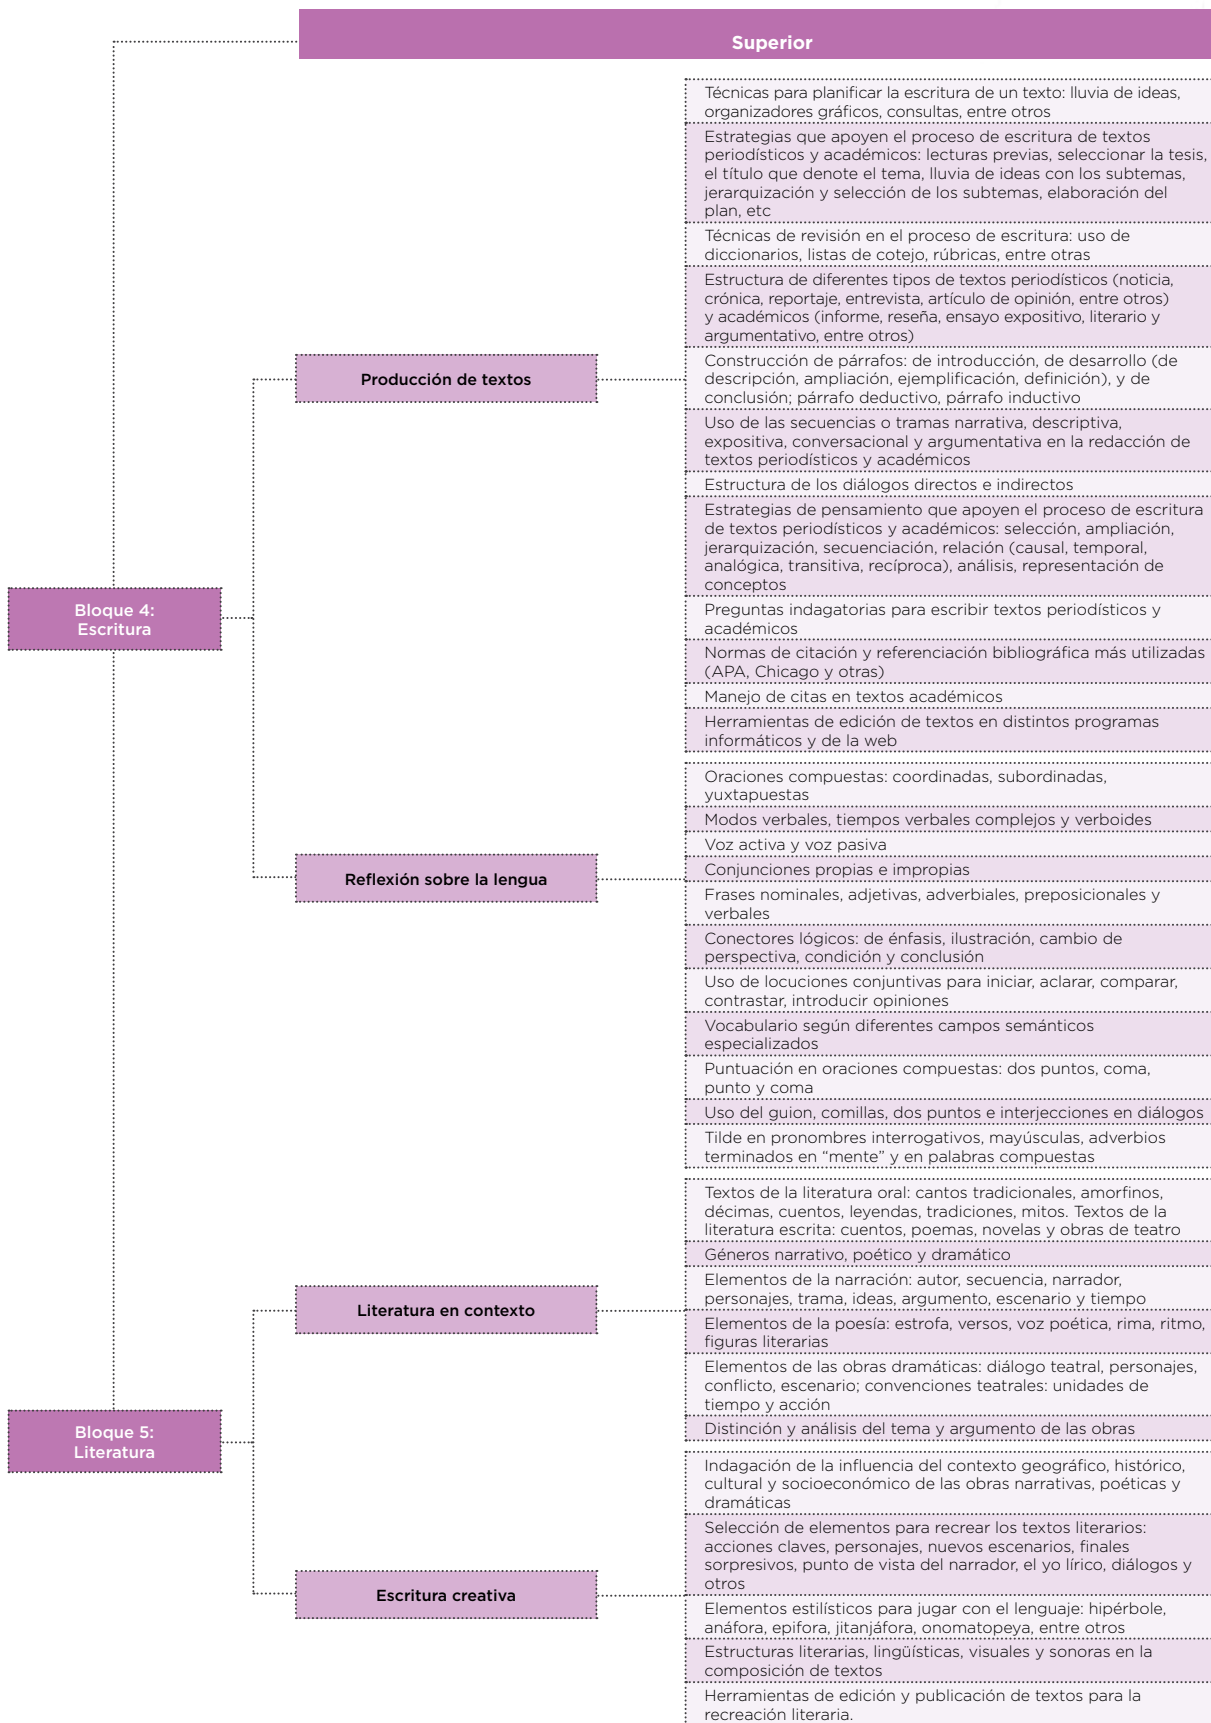 Superior
Bloque 4:
Escritura
Producción de textos
Técnicas para planificar la escritura de un texto: lluvia de ideas,
organizadores gráficos, consultas, entre otros
Estrategias que apoyen el proceso de escritura de textos
periodísticos y académicos: lecturas previas, seleccionar la tesis,
el título que denote el tema, lluvia de ideas con los subtemas,
jerarquización y selección de los subtemas, elaboración del
plan, etc
Técnicas de revisión en el proceso de escritura: uso de
diccionarios, listas de cotejo, rúbricas, entre otras
Estructura de diferentes tipos de textos periodísticos (noticia,
crónica, reportaje, entrevista, artículo de opinión, entre otros)
y académicos (informe, reseña, ensayo expositivo, literario y
argumentativo, entre otros)
Construcción de párrafos: de introducción, de desarrollo (de
descripción, ampliación, ejemplificación, definición), y de
conclusión; párrafo deductivo, párrafo inductivo
Uso de las secuencias o tramas narrativa, descriptiva,
expositiva, conversacional y argumentativa en la redacción de
textos periodísticos y académicos
Estructura de los diálogos directos e indirectos
Estrategias de pensamiento que apoyen el proceso de escritura
de textos periodísticos y académicos: selección, ampliación,
jerarquización, secuenciación, relación (causal, temporal,
analógica, transitiva, recíproca), análisis, representación de
conceptos
Preguntas indagatorias para escribir textos periodísticos y
académicos
Normas de citación y referenciación bibliográfica más utilizadas
(APA, Chicago y otras)
Manejo de citas en textos académicos
Herramientas de edición de textos en distintos programas
informáticos y de la web
Reflexión sobre la lengua
Oraciones compuestas: coordinadas, subordinadas,
yuxtapuestas
Modos verbales, tiempos verbales complejos y verboides
Voz activa y voz pasiva
Conjunciones propias e impropias
Frases nominales, adjetivas, adverbiales, preposicionales y
verbales
Conectores lógicos: de énfasis, ilustración, cambio de
perspectiva, condición y conclusión
Uso de locuciones conjuntivas para iniciar, aclarar, comparar,
contrastar, introducir opiniones
Vocabulario según diferentes campos semánticos
especializados
Puntuación en oraciones compuestas: dos puntos, coma,
punto y coma
Uso del guion, comillas, dos puntos e interjecciones en diálogos
Tilde en pronombres interrogativos, mayúsculas, adverbios
terminados en “mente” y en palabras compuestas
Bloque 5:
Literatura
Literatura en contexto
Textos de la literatura oral: cantos tradicionales, amorfinos,
décimas, cuentos, leyendas, tradiciones, mitos. Textos de la
literatura escrita: cuentos, poemas, novelas y obras de teatro
Géneros narrativo, poético y dramático
Elementos de la narración: autor, secuencia, narrador,
personajes, trama, ideas, argumento, escenario y tiempo
Elementos de la poesía: estrofa, versos, voz poética, rima, ritmo,
figuras literarias
Elementos de las obras dramáticas: diálogo teatral, personajes,
conflicto, escenario; convenciones teatrales: unidades de
tiempo y acción
Distinción y análisis del tema y argumento de las obras
Escritura creativa
Indagación de la influencia del contexto geográfico, histórico,
cultural y socioeconómico de las obras narrativas, poéticas y
dramáticas
Selección de elementos para recrear los textos literarios:
acciones claves, personajes, nuevos escenarios, finales
sorpresivos, punto de vista del narrador, el yo lírico, diálogos y
otros
Elementos estilísticos para jugar con el lenguaje: hipérbole,
anáfora, epifora, jitanjáfora, onomatopeya, entre otros
Estructuras literarias, lingüísticas, visuales y sonoras en la
composición de textos
Herramientas de edición y publicación de textos para la
recreación literaria.